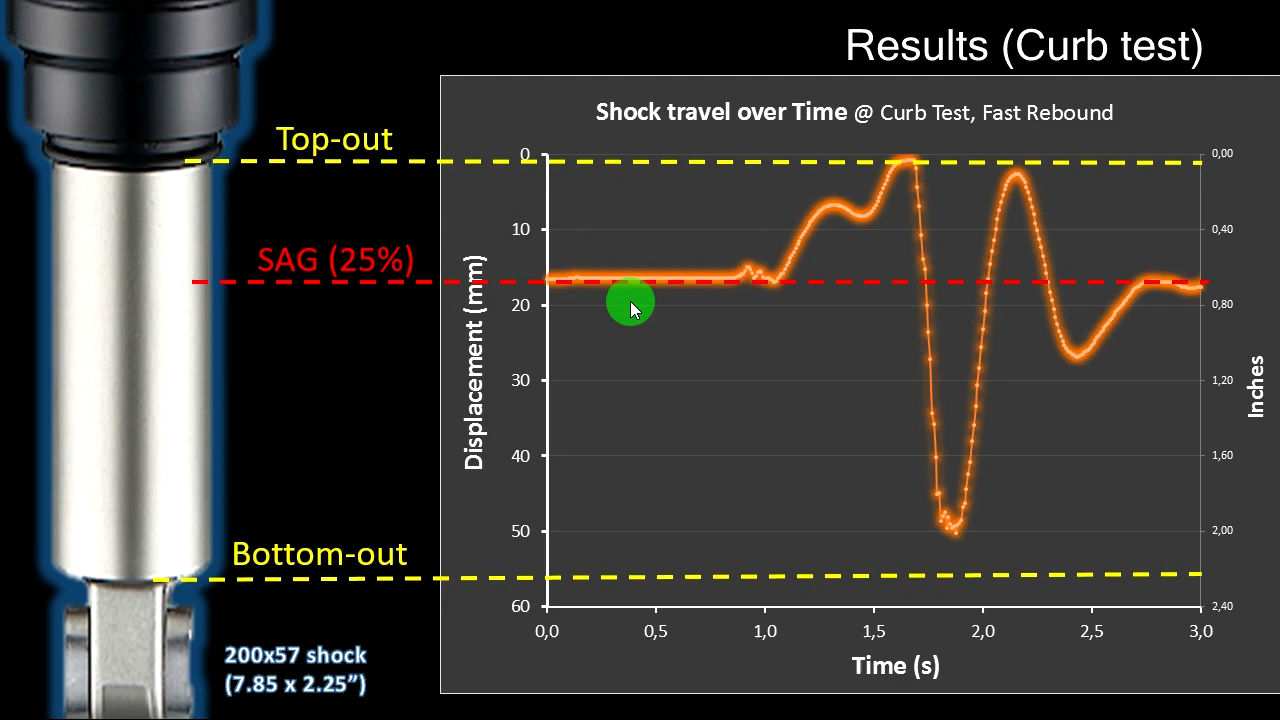 Results (Curb test)
Shock travel over Time @ Curb Test, Fast Rebound
Top-out
SAG (25%)
Bottom-out
200x57 shock
(7.85 x 2.25”)
Displacement (mm)
0
10
20
30
40
50
60
0,0
0,5
1,0
1,5
2,0
2,5
3,0
Time (s)
0,00
0,40
0,80
1,20
1,60
2,00
2,40
Inches